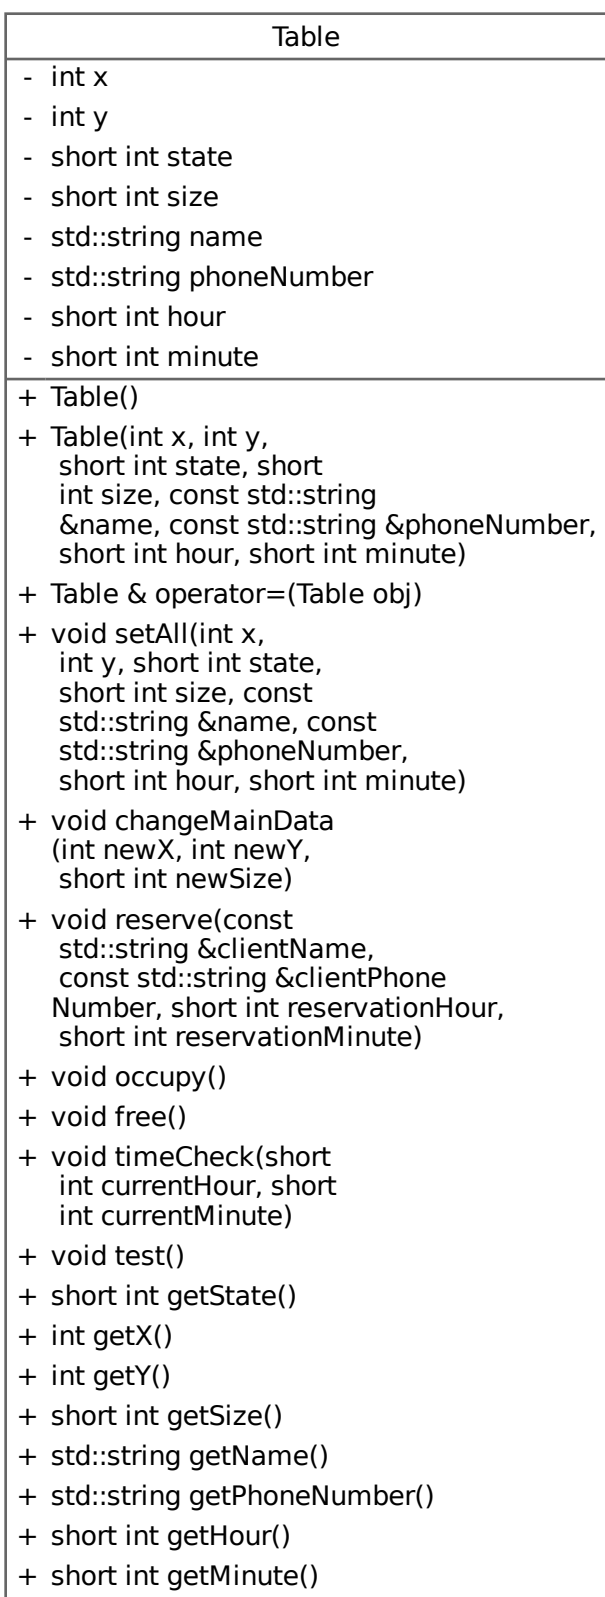 Table
- int x
- int y
- short int state
- short int size
- std::string name
- std::string phoneNumber
- short int hour
- short int minute
+ Table()
+ Table(int x, int y,
short int state, short
int size, const std::string
&name, const std::string &phoneNumber,
short int hour, short int minute)
+ Table & operator=(Table obj)
+ void setAll(int x,
int y, short int state,
short int size, const
std::string &name, const
std::string &phoneNumber,
short int hour, short int minute)
+ void changeMainData
(int newX, int newY,
short int newSize)
+ void reserve(const
std::string &clientName,
const std::string &clientPhone
Number, short int reservationHour,
short int reservationMinute)
+ void occupy()
+ void free()
+ void timeCheck(short
int currentHour, short
int currentMinute)
+ void test()
+ short int getState()
+ int getX()
+ int getY()
+ short int getSize()
+ std::string getName()
+ std::string getPhoneNumber()
+ short int getHour()
+ short int getMinute()